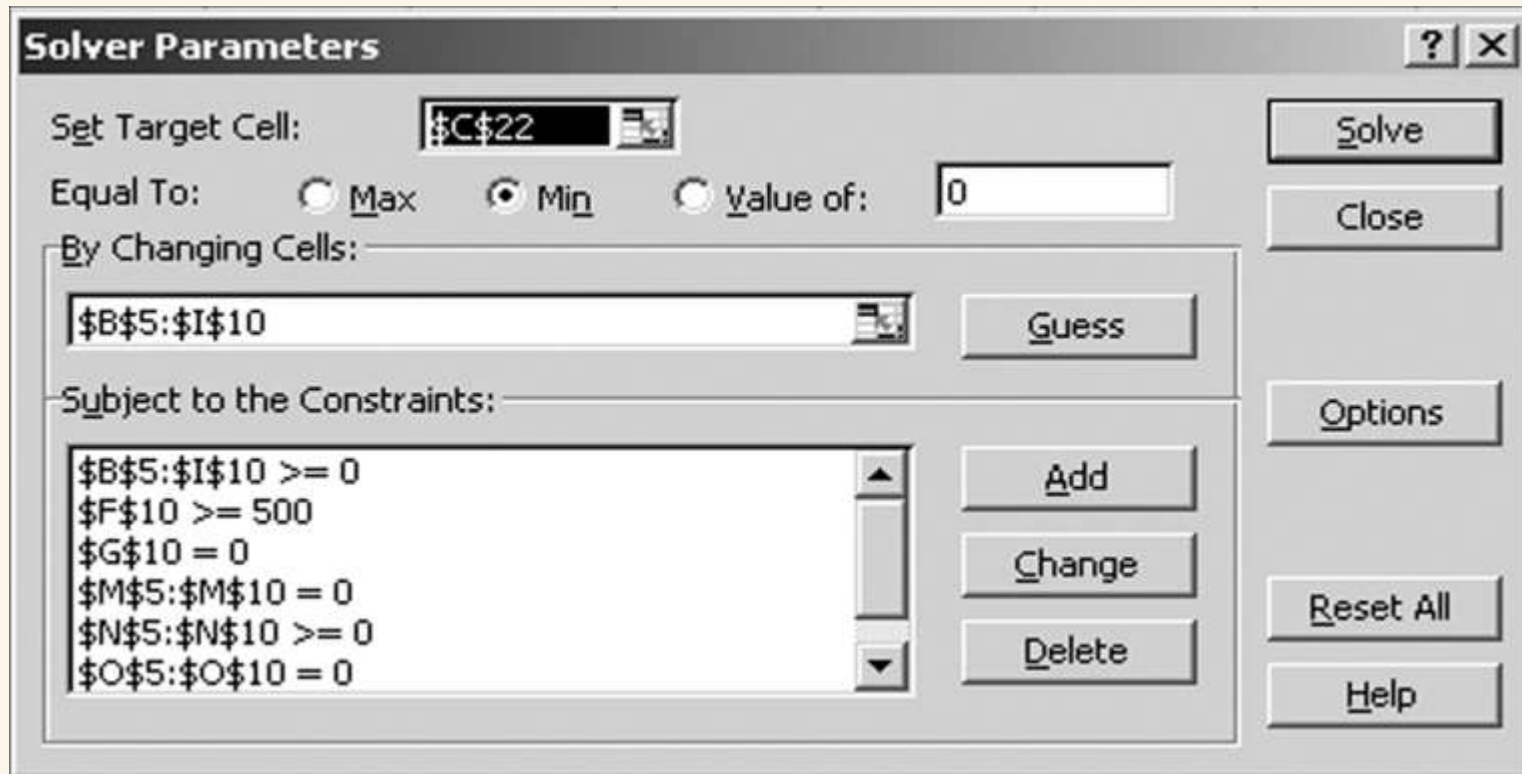 Solver Parameters ? X
Set Target Cell: $C$22
Solve
Equal To: Max Min Value of: 0
Close
By Changing Cells:
$B$5:$I$10
Guess
Subject to the Constraints:
Options
$B$5:$I$10 >= 0
Add
$F$10 >= 500
$G$10 = 0
Change
$M$5:$M$10 = 0
Reset All
$N$5:$N$10 >= 0
Delete
$O$5:$O$10 = 0
Help